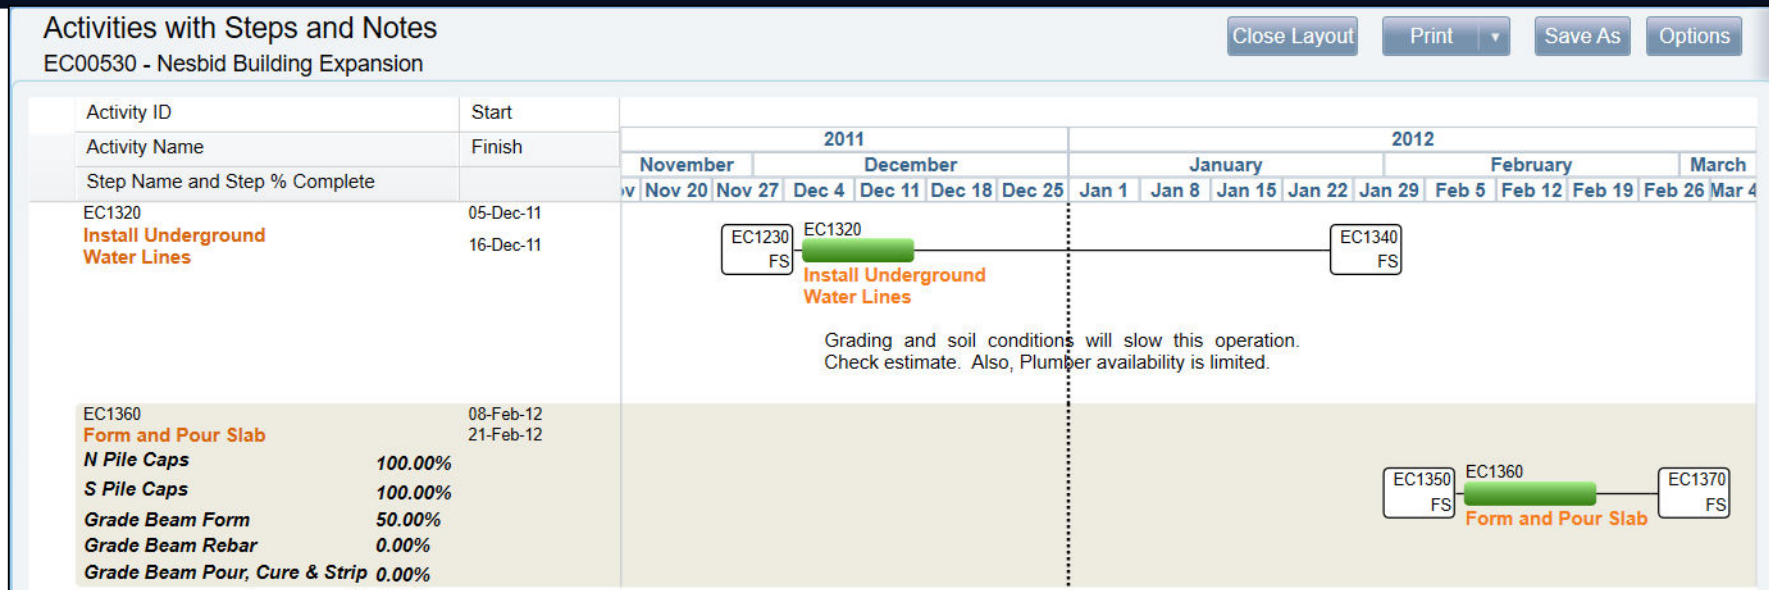 Activities with Steps and Notes
EC00530 - Nesbid Building Expansion
Close Layout
Print
Save As
Options
Activity ID
Start
Activity Name
Finish
Step Name and Step % Complete
2011
2012
November
December
January
February
March
ov
Nov 20
Nov 27
Dec 4
Dec 11
Dec 18
Dec 25
Jan 1
Jan 8
Jan 15
Jan 22
Jan 29
Feb 5
Feb 12
Feb 19
Feb 26
Mar 4
EC1320
05-Dec-11
Install Underground
Water Lines
16-Dec-11
EC1230
FS
EC1320
Install Underground
Water Lines
EC1340
FS
Grading and soil conditions will slow this operation.
Check estimate. Also, Plumber availability is limited.
EC1360
08-Feb-12
Form and Pour Slab
21-Feb-12
N Pile Caps 100.00%
S Pile Caps 100.00%
Grade Beam Form 50.00%
Grade Beam Rebar 0.00%
Grade Beam Pour, Cure & Strip 0.00%
EC1350
FS
EC1360
Form and Pour Slab
EC1370
FS